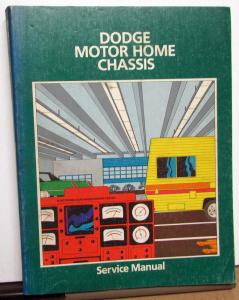 DODGE
MOTOR HOME
CHASSIS
Service Manual